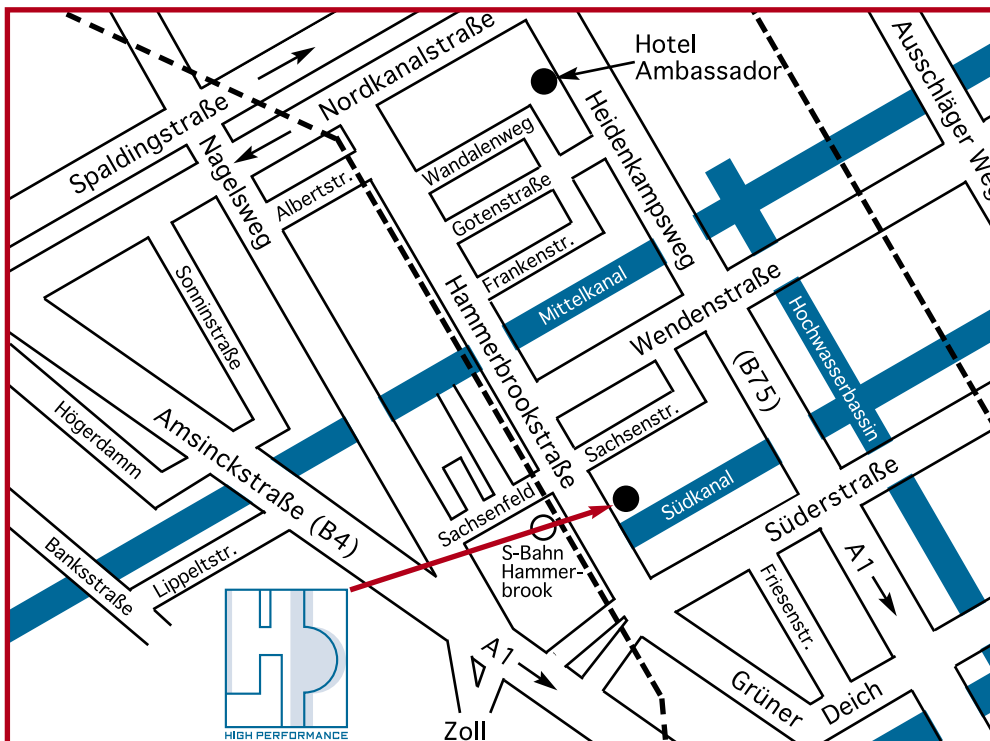 Hotel
Ambassador
Ausschläger Weg
Nordkanalstraße
Spaldingstraße
Heidenkampsweg
Wandalenweg
Nagelsweg
Albertstr.
Gotenstraße
Frankenstr.
Sonninstraße
Hammerbrookstraße
Mittelkanal
Wendenstraße
Hochwasserbassin
(B75)
Högerdamm
Amsinckstraße (B4)
Sachsenstr.
Sachsenfeld
Südkanal
Süderstraße
Banksstraße
Lippeltstr.
S-Bahn
Hammer-
brook
A1
Friesenstr.
A1
Grüner
Deich
Zoll
HIGH PERFORMANCE